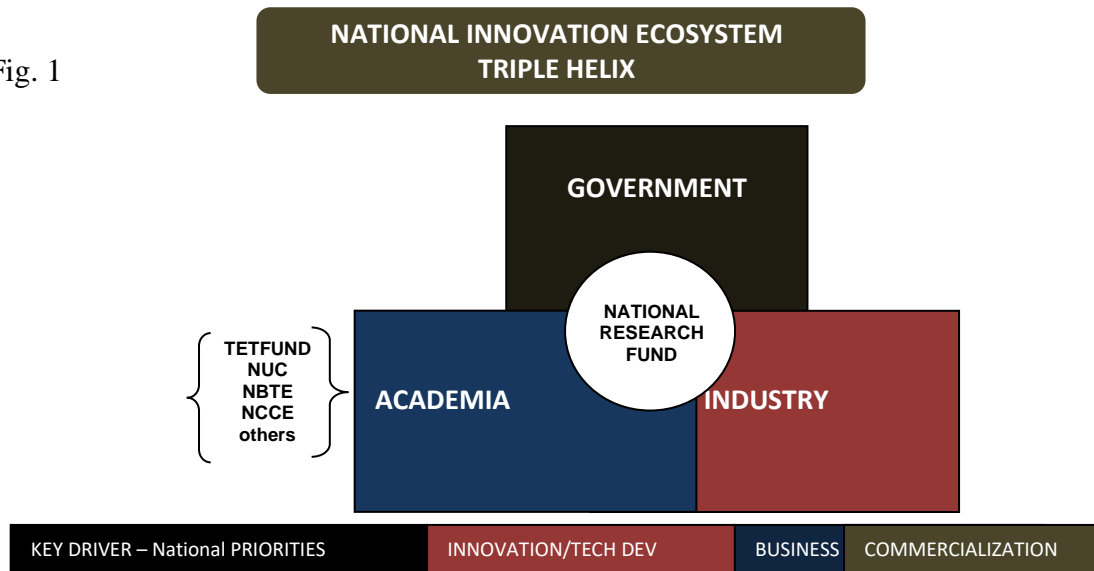 NATIONAL INNOVATION ECOSYSTEM
TRIPLE HELIX
Fig. 1
GOVERNMENT
NATIONAL
RESEARCH
FUND
TETFUND
NUC
NBTE
NCCE
others
ACADEMIA
INDUSTRY
KEY DRIVER – National PRIORITIES
INNOVATION/TECH DEV
BUSINESS
COMMERCIALIZATION